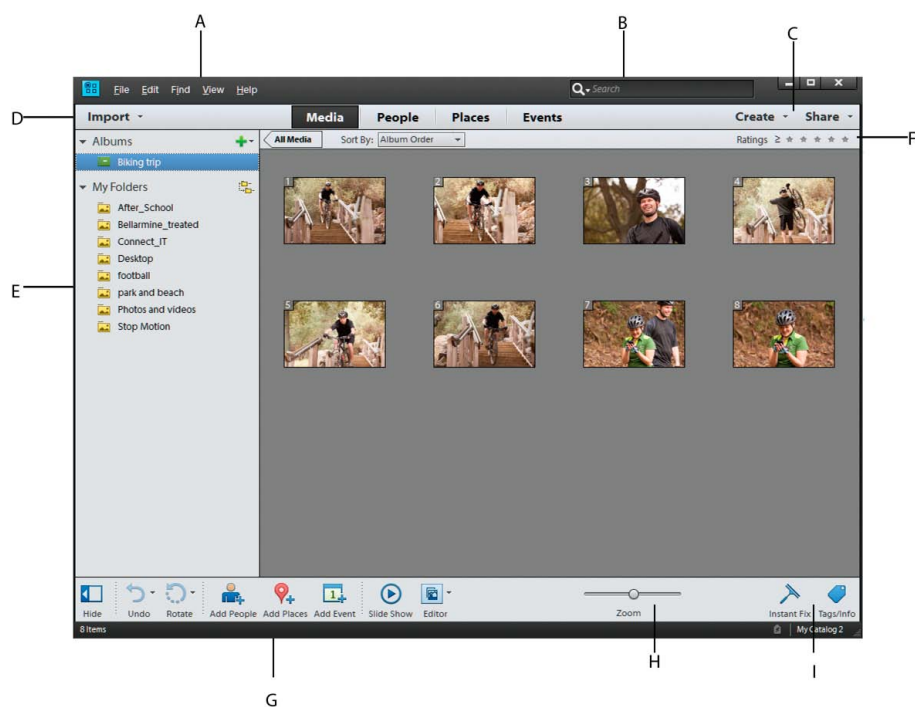 A
B
C
File Edit Find View Help
Search
D
Import
Media People Places Events
Create Share
F
Albums
All Media
Sort By: Album Order
Ratings ≥
Biking trip
My Folders
After_School
Bellarmine_treated
Connect_IT
Desktop
football
park and beach
Photos and videos
Stop Motion
E
1
2
3
4
5
6
7
8
1
Hide
Undo
Rotate
Add People
Add Places
Add Event
Slide Show
Editor
Zoom
Instant Fix
Tags/Info
8 Items
My Catalog 2
G
H
I